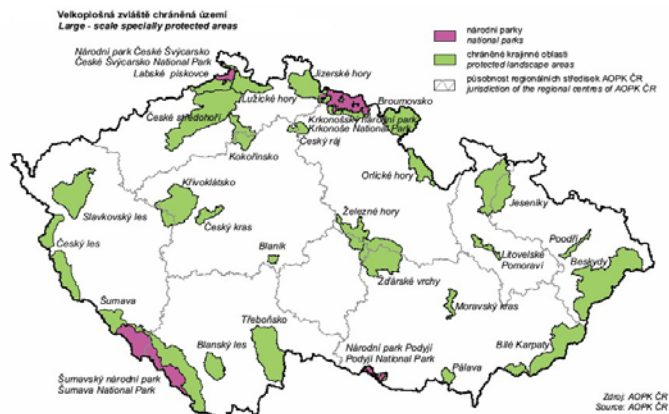 Velkoplošná zvláště chráněná území
Large - scale specially protected areas
národní parky
national parks
chráněné krajinné oblasti
protected landscape areas
působnost regionálních středisek AOPK ČR
jurisdiction of the regional centres of AOPK ČR
Národní park České Švýcarsko
České Švýcarsko National Park
Labské pískovce
Jizerské hory
Lužické hory
Broumovsko
České středohoří
Krkonošský národní park
Krkonoše National Park
Český ráj
Kokořínsko
Orlické hory
Křivoklátsko
Slavkovský les
Český kras
Železné hory
Jeseníky
Český les
Blaník
Litovelské
Pomoraví
Poodří
Beskydy
Žďárské vrchy
Šumava
Moravský kras
Třeboňsko
Blanský les
Národní park Podyjí
Podyjí National Park
Bílé Karpaty
Pálava
Šumavský národní park
Šumava National Park
Zdroj: AOPK ČR
Source: AOPK ČR